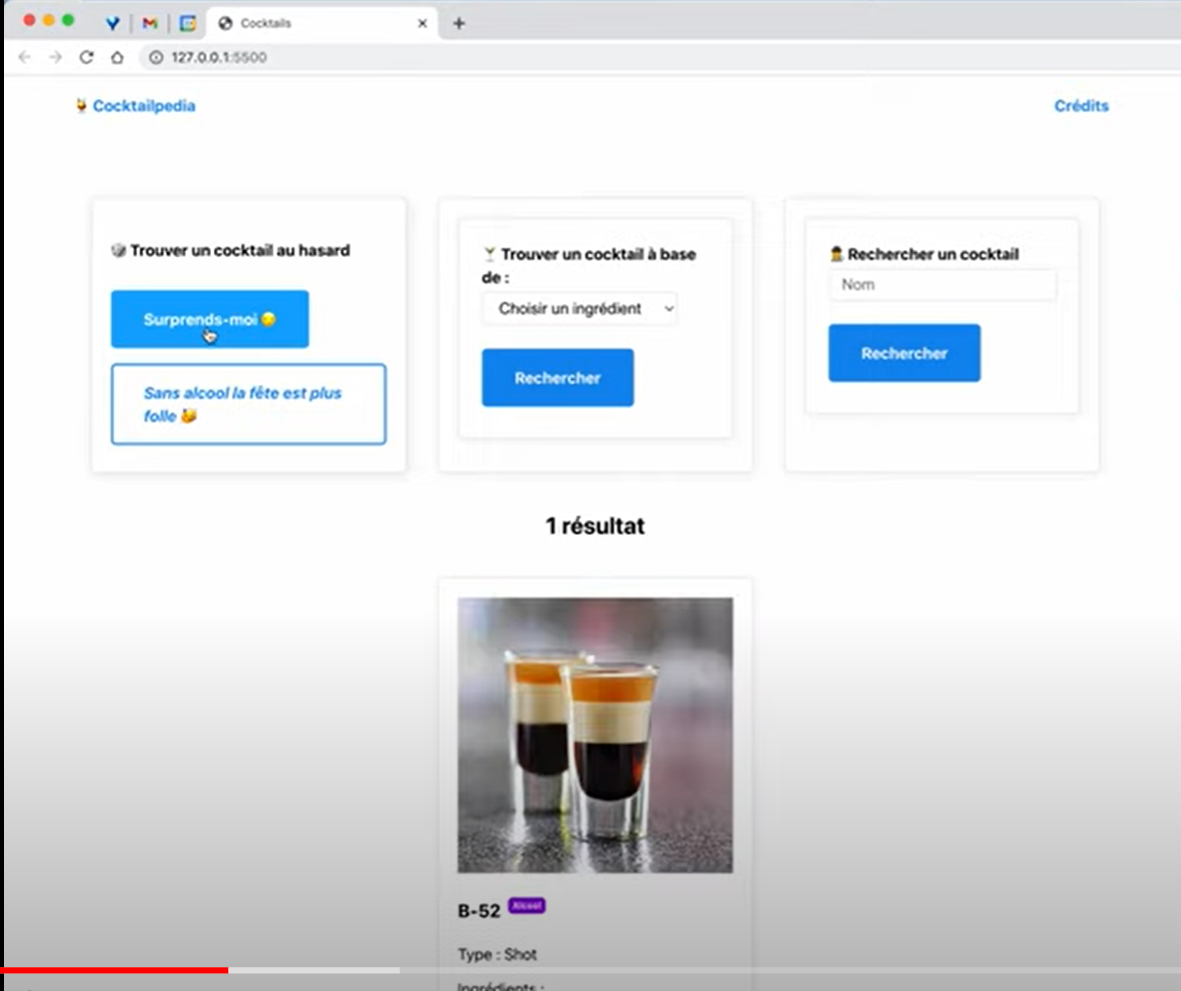 Cocktails
127.0.0.1:5500
Cocktailpedia
Crédits
Trouver un cocktail au hasard
Surprends-moi
Sans alcool la fête est plus
folle
Trouver un cocktail à base
de :
Choisir un ingrédient
Rechercher
Rechercher un cocktail
Nom
Rechercher
1 résultat
B-52
Alcool
Type : Shot
Ingrédients :